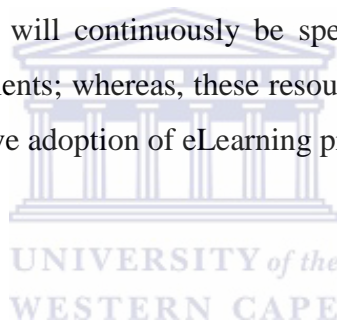 will continuously be spe
ents; whereas, these resou
ve adoption of eLearning p
UNIVERSITY of the
WESTERN CAPE